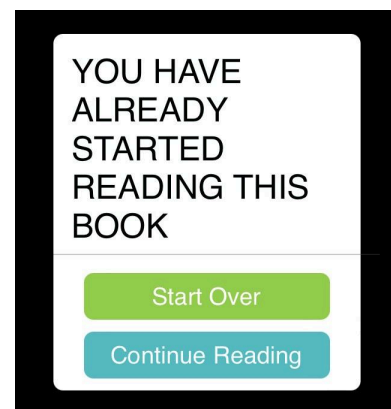 YOU HAVE
ALREADY
STARTED
READING THIS
BOOK
Start Over
Continue Reading